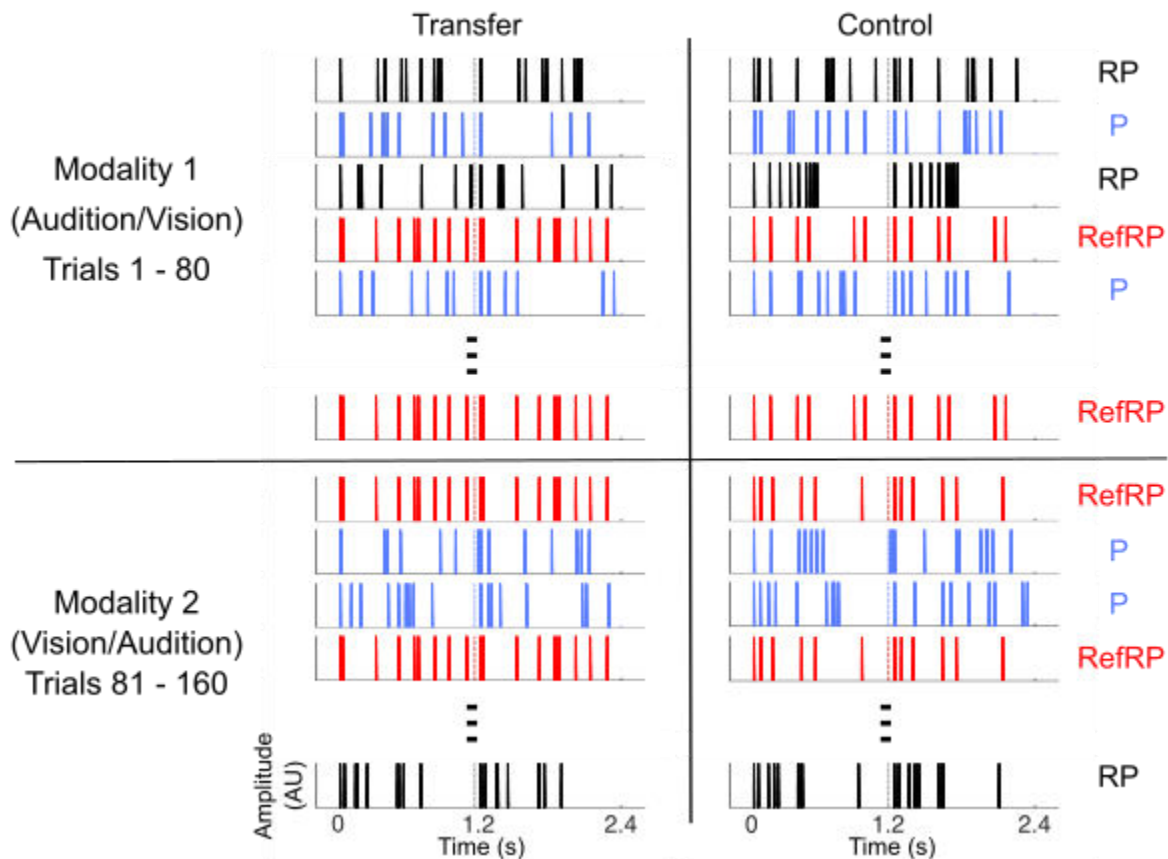 Transfer
Control
RP
P
Modality 1
(Audition/Vision)
Trials 1 - 80
RP
RefRP
P
RefRP
RefRP
P
P
Modality 2
(Vision/Audition)
Trials 81 - 160
RefRP
Amplitude
(AU)
RP
0 1.2 2.4
Time (s)
0 1.2 2.4
Time (s)